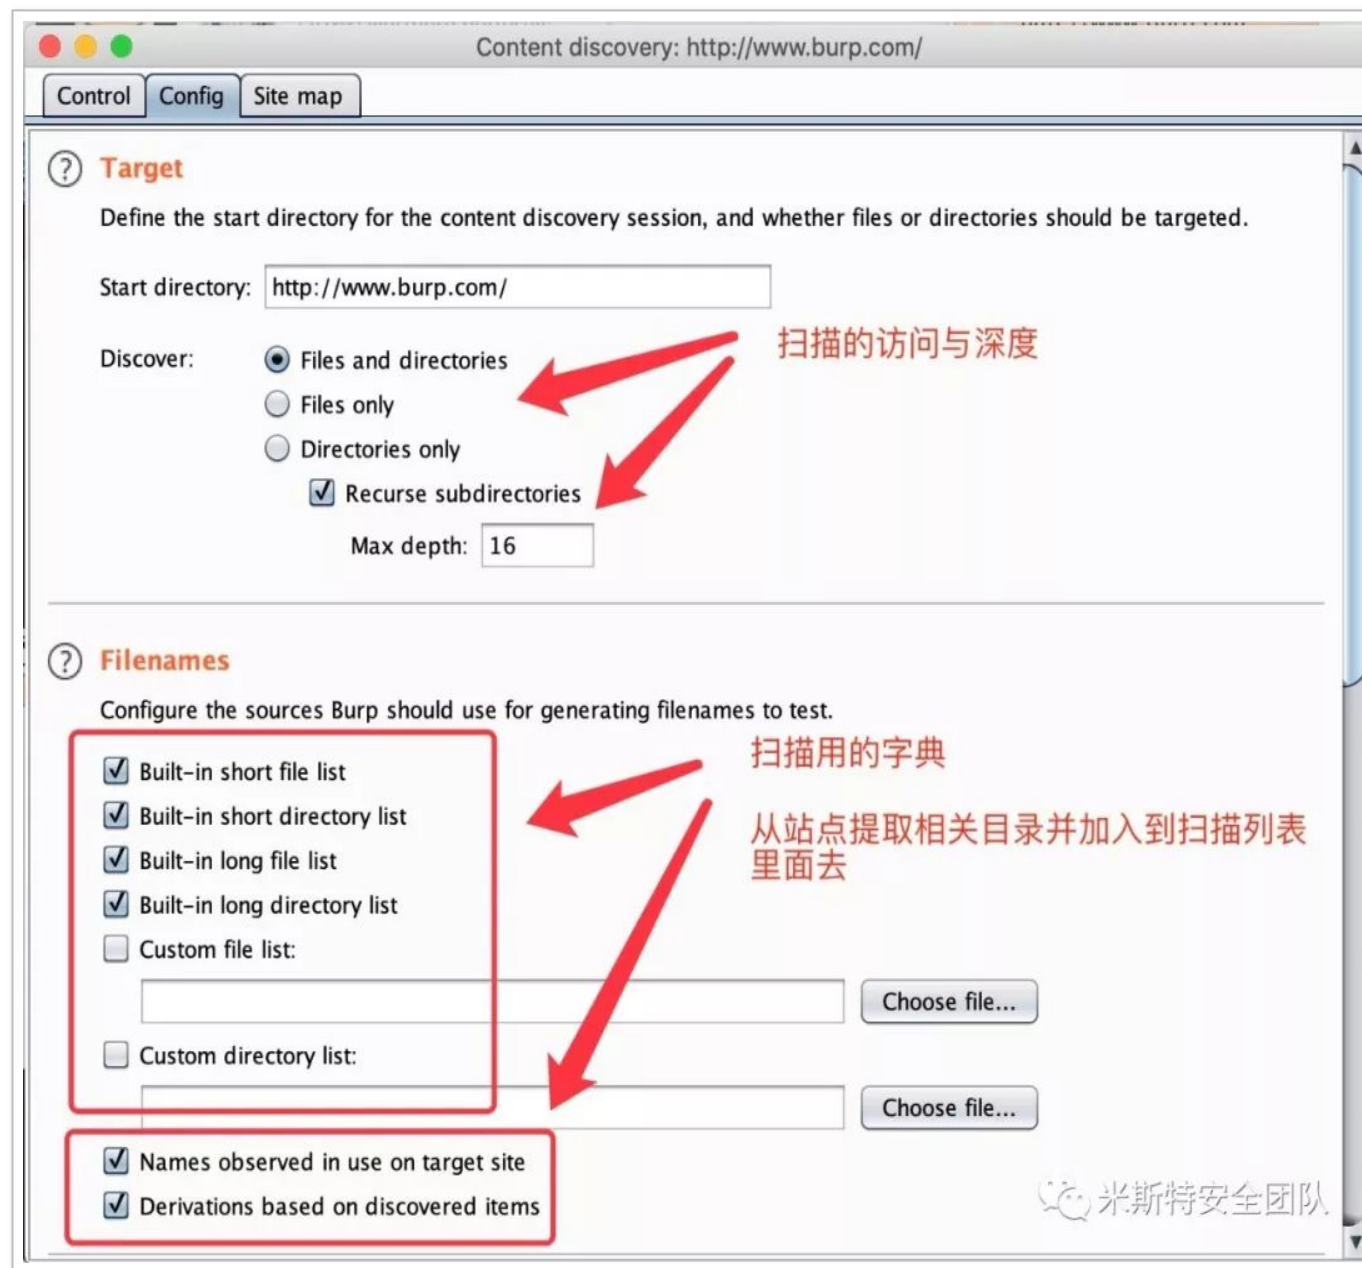 Content discovery: http://www.burp.com/
Control Config Site map
Target
Define the start directory for the content discovery session, and whether files or directories should be targeted.
Start directory: http://www.burp.com/
扫描的访问与深度
Discover: Files and directories
Files only
Directories only
Recurse subdirectories
Max depth: 16
Filenames
Configure the sources Burp should use for generating filenames to test.
扫描用的字典
Built-in short file list
Built-in short directory list
从站点提取相关目录并加入到扫描列表
里面去
Built-in long file list
Built-in long directory list
Custom file list:
Choose file...
Custom directory list:
Choose file...
Names observed in use on target site
Derivations based on discovered items
米斯特安全团队